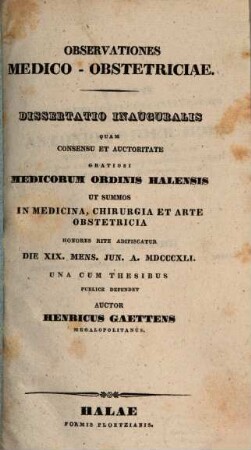 OBSERVATIONES
MEDICO - OBSTETRICIAE.
DISSERTATIO INAUGURALIS
QUAM
CONSENSU ET AUCTORITATE
GRATIOSI
MEDICORUM ORDINIS HALENSIS
UT SUMMOS
IN MEDICINA, CHIRURGIA ET ARTE
OBSTETRICIA
HONORES RITE ADIPISCATUR
DIE XIX. MENS. JUN. A. MDCCCXLI.
UNA CUM THESIBUS
PUBLICE DEFENDET
AUCTOR
HENRICUS GAETTENS
MEGALOPOLITANUS.
HALAE
FORMIS PLOETZIANIS.